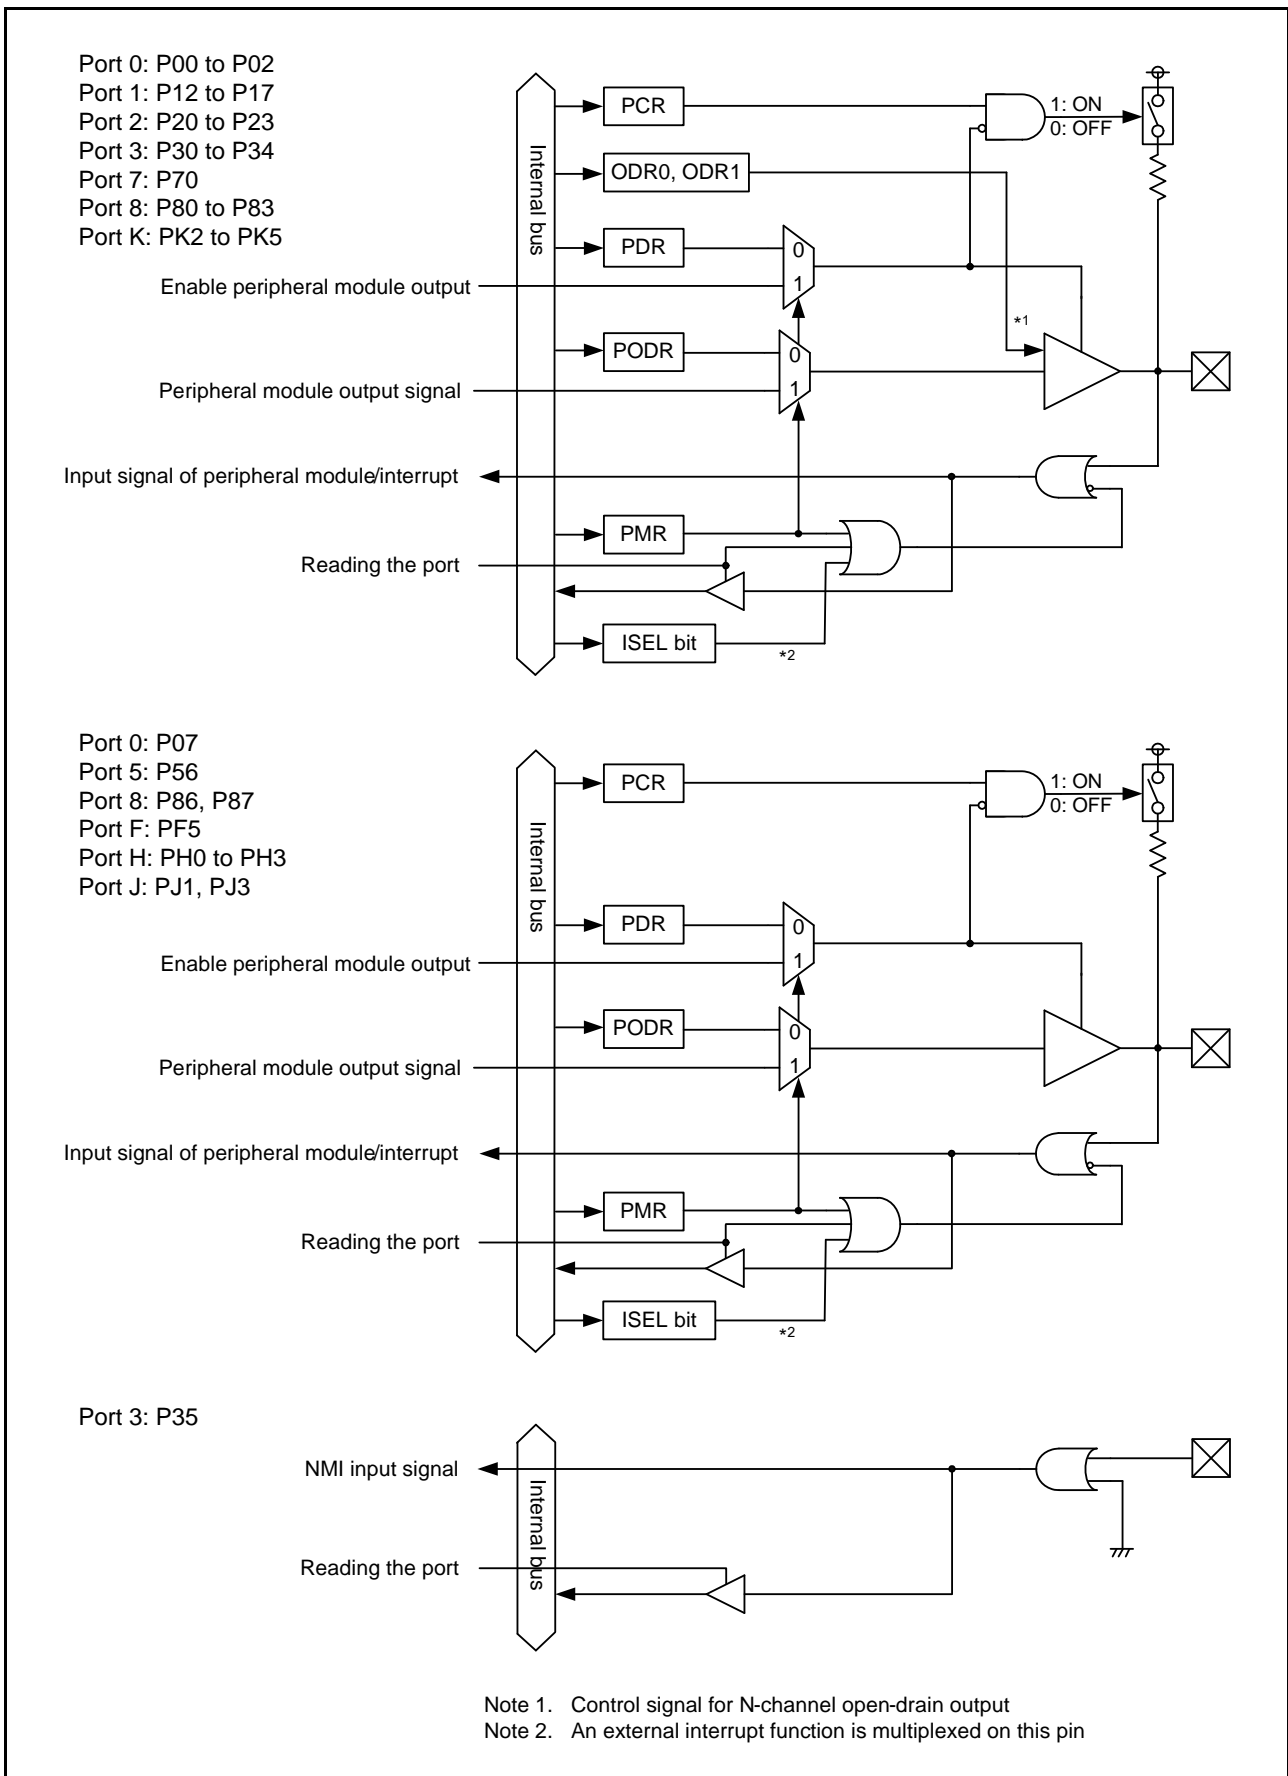 Port 0: P00 to P02
Port 1: P12 to P17
Port 2: P20 to P23
Port 3: P30 to P34
Port 7: P70
Port 8: P80 to P83
Port K: PK2 to PK5
Internal bus
PCR
1: ON
0: OFF
ODR0, ODR1
PDR
0
Enable peripheral module output
1
*1
PODR
0
Peripheral module output signal
1
Input signal of peripheral module/interrupt
PMR
Reading the port
ISEL bit
*2
Port 0: P07
Port 5: P56
Port 8: P86, P87
Port F: PF5
Port H: PH0 to PH3
Port J: PJ1, PJ3
Internal bus
PCR
1: ON
0: OFF
PDR
0
Enable peripheral module output
1
PODR
0
Peripheral module output signal
1
Input signal of peripheral module/interrupt
PMR
Reading the port
ISEL bit
*2
Port 3: P35
Internal bus
NMI input signal
Reading the port
Note 1. Control signal for N-channel open-drain output
Note 2. An external interrupt function is multiplexed on this pin